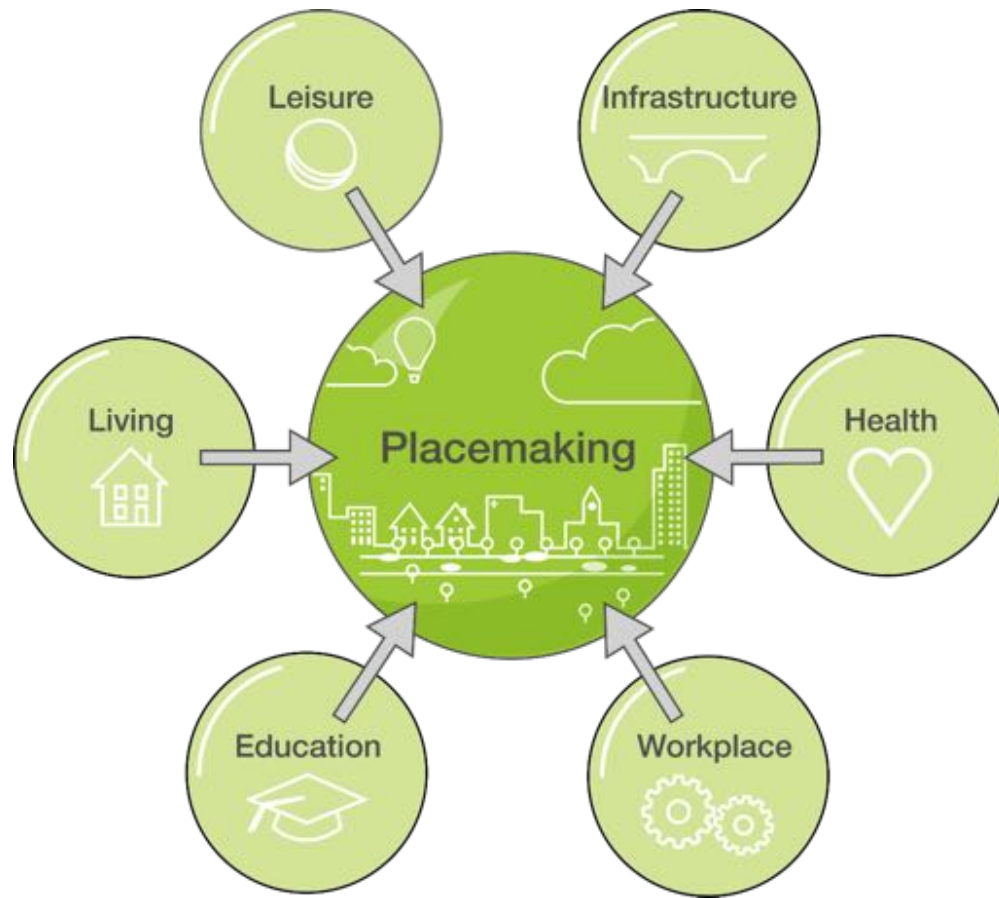 Leisure
Infrastructure
Living
Placemaking
Health
Education
Workplace